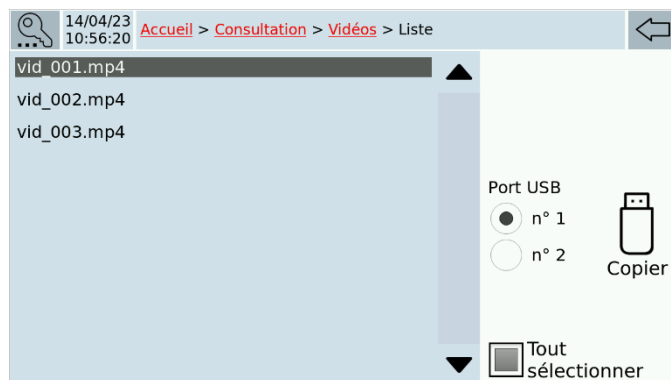 14/04/23
10:56:20
Accueil > Consultation > Vidéos > Liste
vid_001.mp4
vid_002.mp4
vid_003.mp4
Port USB
n° 1
n° 2
Copier
Tout
sélectionner